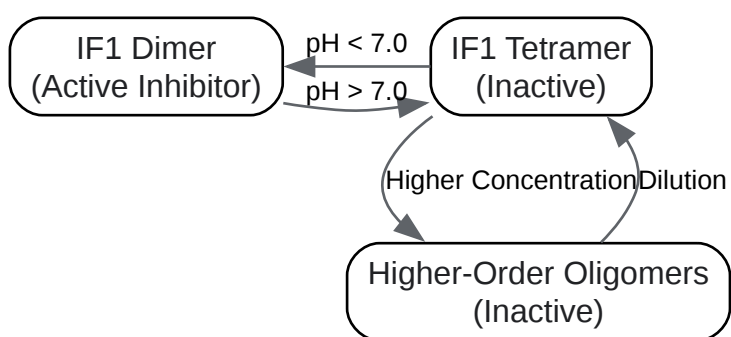 IF1 Dimer
(Active Inhibitor)
pH < 7.0
pH > 7.0
IF1 Tetramer
(Inactive)
Higher Concentration
Dilution
Higher-Order Oligomers
(Inactive)